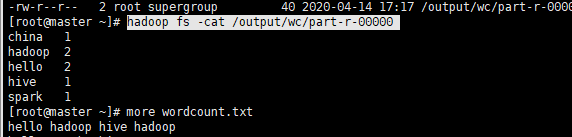 -rw-r--r--   2 root supergroup         40 2020-04-14 17:17 /output/wc/part-r-00000
[root@master ~]# hadoop fs -cat /output/wc/part-r-00000
china   1
hadoop  2
hello   2
hive    1
spark   1
[root@master ~]# more wordcount.txt
hello hadoop hive hadoop